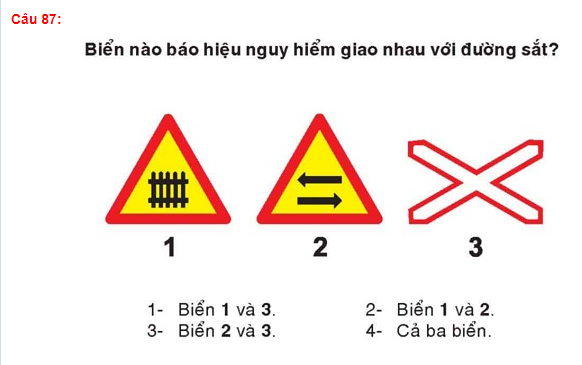 Câu 87:
Biển nào báo hiệu nguy hiểm giao nhau với đường sắt?
1 2 3
1- Biển 1 và 3. 2- Biển 1 và 2.
3- Biển 2 và 3. 4- Cả ba biển.